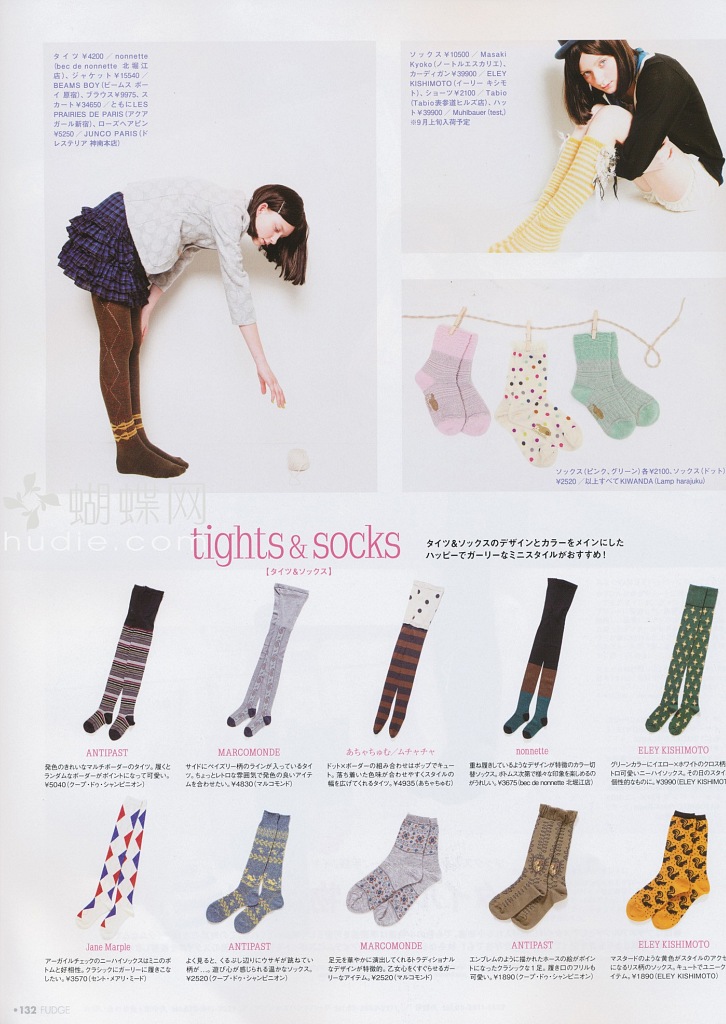 タイツ¥4200／nonnette
（bec de nonnette 北堀江
店）、ジャケット¥15540／
BEAMS BOY（ビームス ボー
イ 原宿）、ブラウス¥9975、ス
カート¥34650／ともにLES
PRAIRIES DE PARIS（アクア
ガール新宿）、ローズヘアピン
¥5250／JUNCO PARIS（ド
レステリア 神南本店）
ソックス¥10500／Masaki
Kyoko（ノートルエスカリエ）、
カーディガン¥39900／ELEY
KISHIMOTO（イーリー キシモ
ト）、ショーツ¥2100／Tabio
（Tabio表参道ヒルズ店）、ハッ
ト¥39900／Muhlbauer（test,）
※9月上旬入荷予定
ソックス（ピンク、グリーン）各¥2100、ソックス（ドット）
¥2520／以上すべてKIWANDA（Lamp harajuku）
蝴蝶网
hudie.com
tights & socks
【タイツ&ソックス】
タイツ&ソックスのデザインとカラーをメインにした
ハッピーでガーリーなミニスタイルがおすすめ！
ANTIPAST
発色のきれいなマルチボーダーのタイツ。履くと
ランダムなボーダーがポイントになって可愛い。
¥5040（クープ・ドゥ・シャンピニオン）
MARCOMONDE
サイドにペイズリー柄のラインが入っているタイ
ツ。ちょっとレトロな雰囲気で発色の良いアイテ
ムを合わせたい。¥4830（マルコモンド）
あちゃちゅむ／ムチャチャ
ドット×ボーダーの組み合わせはポップでキュー
ト。落ち着いた色味が合わせやすくスタイルの
幅を広げてくれるタイツ。¥4935（あちゃちゅむ）
nonnette
重ね履きしているようなデザインが特徴のカラー切
替ソックス。ボトムス次第で様々な印象を楽しめるの
がうれしい。¥3675（bec de nonnette 北堀江店）
ELEY KISHIMOTO
グリーンカラーにイエロー×ホワイトのクロス柄
トロ可愛いニーハイソックス。その日のスタイ
個性的なものに。¥3990（ELEY KISHIMO
Jane Marple
アーガイルチェックのニーハイソックスはミニのボ
トムと好相性。クラシックにガーリーに履きこな
したい。¥3570（セント・メアリ・ミード）
ANTIPAST
よく見ると、くるぶし辺りにウサギが跳ねてい
る柄が…。遊び心が感じられる温かなソックス。
¥2520（クープ・ドゥ・シャンピニオン）
MARCOMONDE
足元を華やかに演出してくれるトラディショナル
なデザインが特徴的。乙女心をくすぐらせるガー
リーなアイテム。¥2520（マルコモンド）
ANTIPAST
エンブレムのように描かれたホースの絵がポイ
ントになったクラシックな1足。履き口のフリルも
可愛い。¥1890（クープ・ドゥ・シャンピニオン）
ELEY KISHIMOTO
マスタードのような黄色がスタイルのアクセ
になるリス柄のソックス。キュートでユニーク
イテム。¥1890（ELEY KISHIMOT
•132 FUDGE